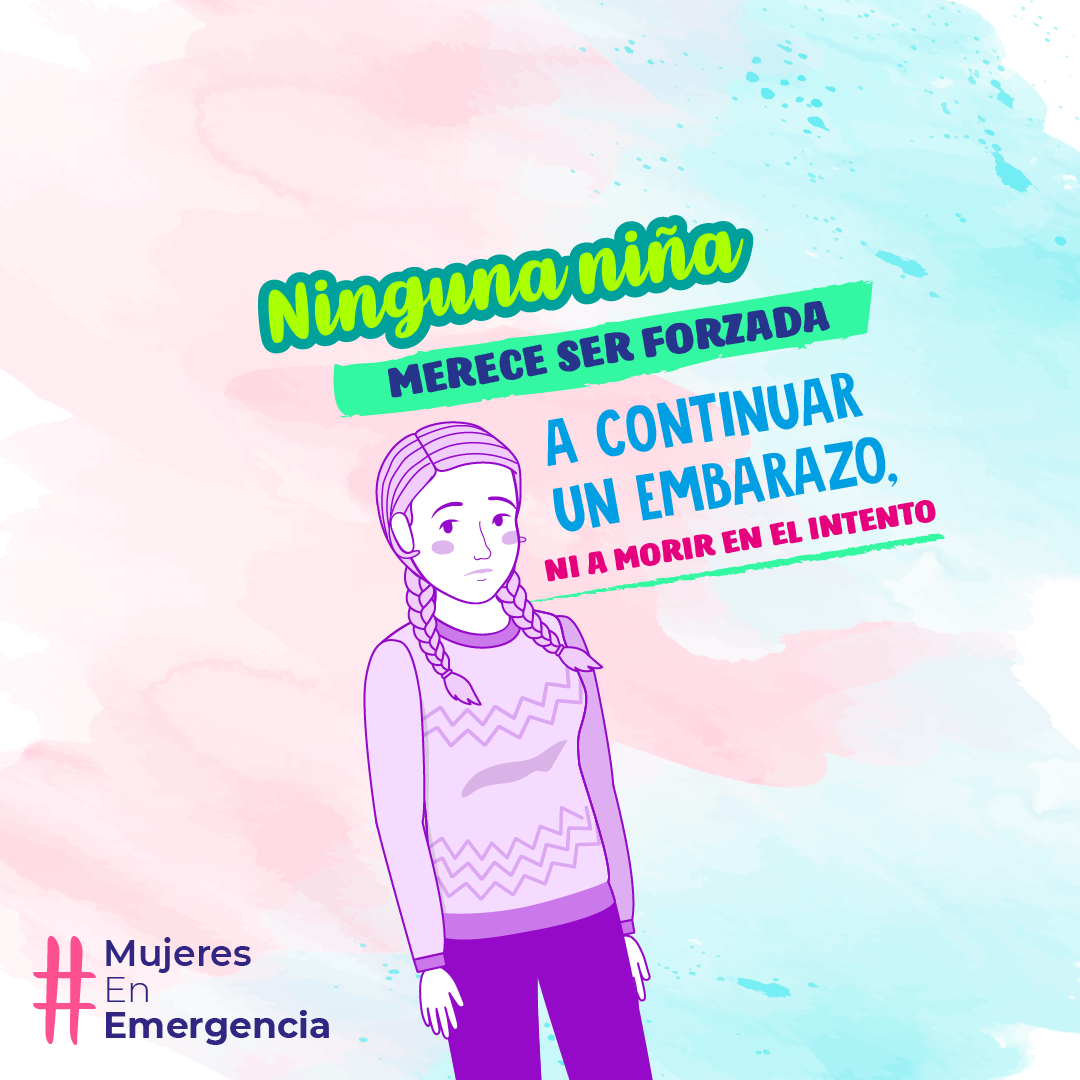 Ninguna niña
MERECE SER FORZADA
A CONTINUAR
UN EMBARAZO,
NI A MORIR EN EL INTENTO
#Mujeres
En
Emergencia